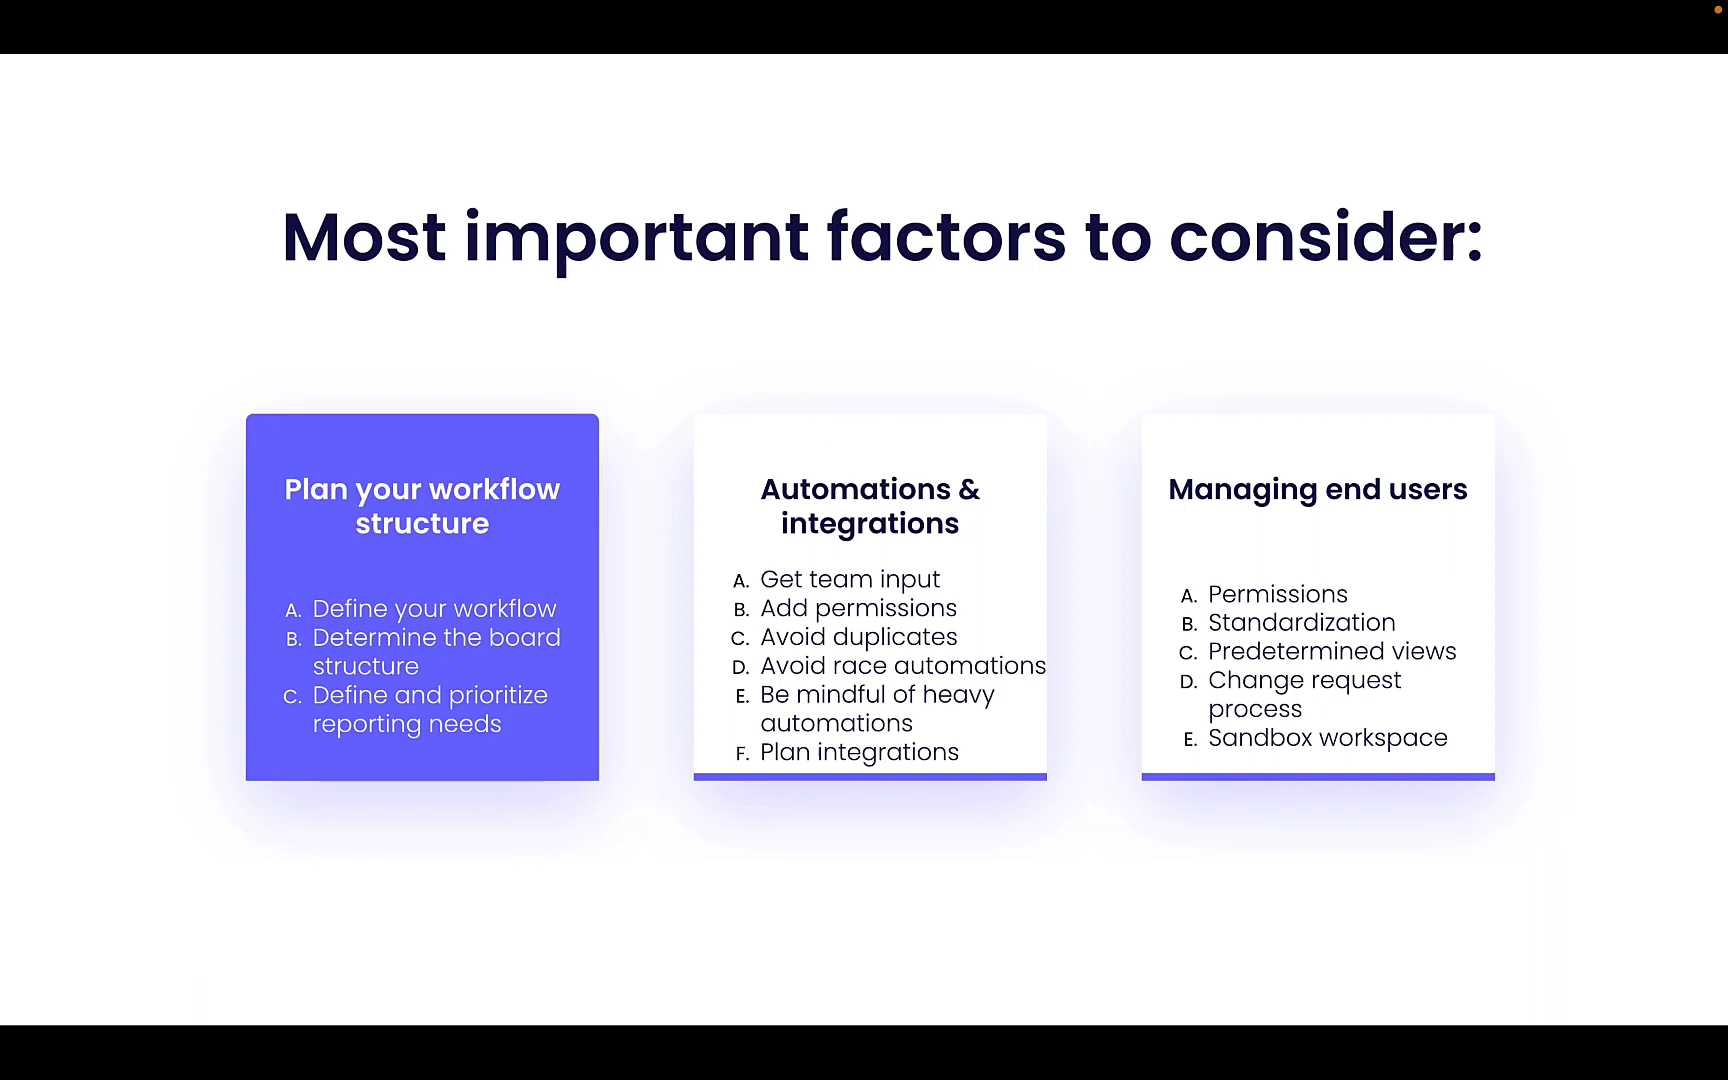 Most important factors to consider:
Plan your workflow
structure
A. Define your workflow
B. Determine the board
structure
C. Define and prioritize
reporting needs
Automations &
integrations
A. Get team input
B. Add permissions
C. Avoid duplicates
D. Avoid race automations
E. Be mindful of heavy
automations
F. Plan integrations
Managing end users
A. Permissions
B. Standardization
C. Predetermined views
D. Change request
process
E. Sandbox workspace